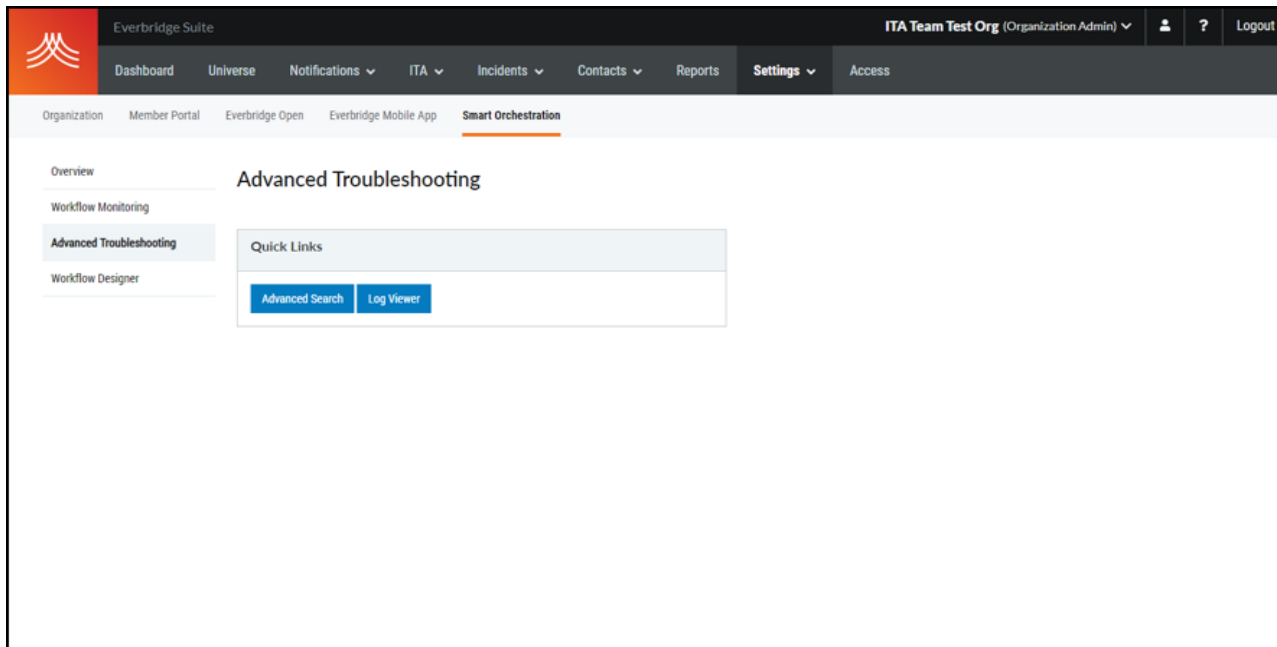 Everbridge Suite
ITA Team Test Org (Organization Admin)
?
Logout
Dashboard Universe Notifications ITA Incidents Contacts Reports Settings Access
Organization Member Portal Everbridge Open Everbridge Mobile App Smart Orchestration
Overview
Workflow Monitoring
Advanced Troubleshooting
Workflow Designer
Advanced Troubleshooting
Quick Links
Advanced Search Log Viewer